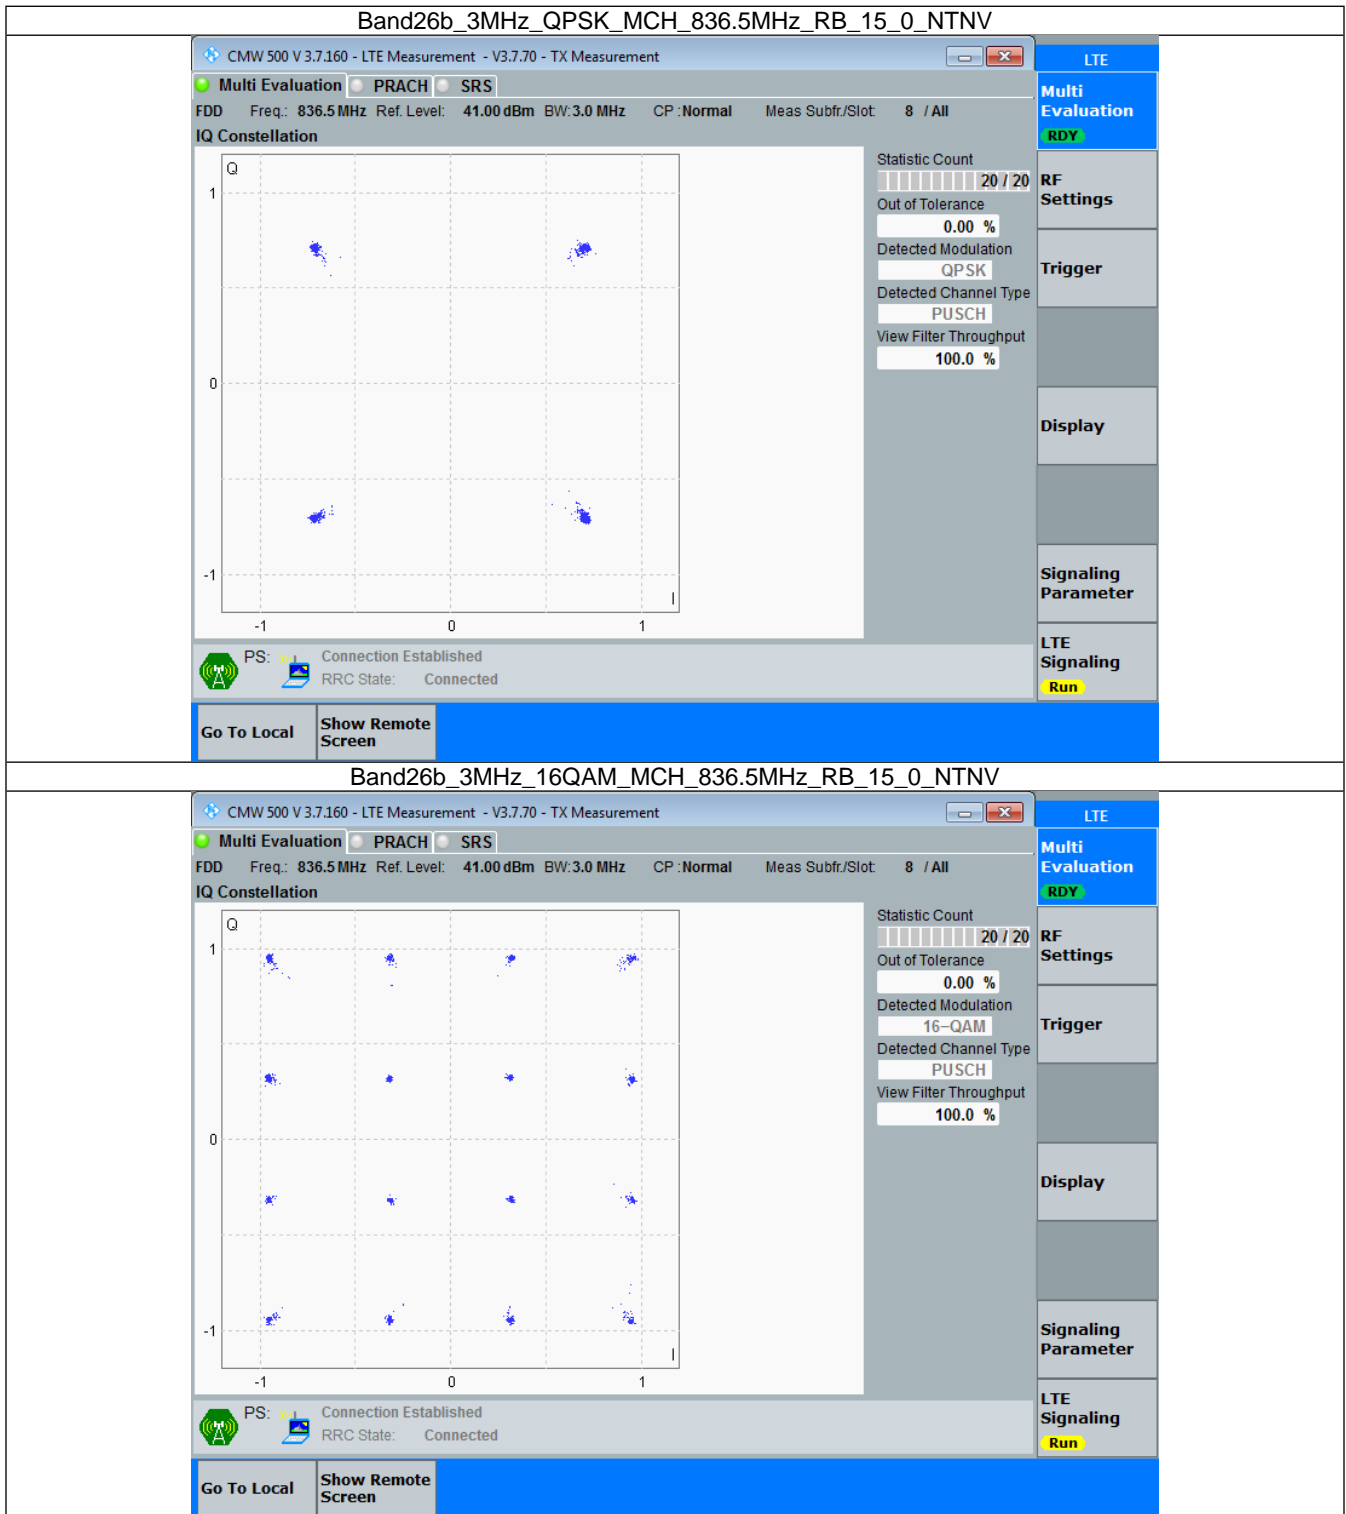 Band26b_3MHz_QPSK_MCH_836.5MHz_RB_15_0_NTNV
CMW 500 V 3.7.160 - LTE Measurement - V3.7.70 - TX Measurement
LTE
Multi Evaluation PRACH SRS
Multi
Evaluation
RDY
FDD Freq.: 836.5 MHz Ref. Level: 41.00 dBm BW: 3.0 MHz CP : Normal Meas Subfr./Slot: 8 / All
IQ Constellation
Q
1
0
-1
I
-1 0 1
Statistic Count
20 / 20
Out of Tolerance
0.00 %
Detected Modulation
QPSK
Detected Channel Type
PUSCH
View Filter Throughput
100.0 %
RF
Settings
Trigger
Display
Signaling
Parameter
LTE
Signaling
Run
PS: Connection Established
RRC State: Connected
Go To Local
Show Remote
Screen
Band26b_3MHz_16QAM_MCH_836.5MHz_RB_15_0_NTNV
CMW 500 V 3.7.160 - LTE Measurement - V3.7.70 - TX Measurement
LTE
Multi Evaluation PRACH SRS
Multi
Evaluation
RDY
FDD Freq.: 836.5 MHz Ref. Level: 41.00 dBm BW: 3.0 MHz CP : Normal Meas Subfr./Slot: 8 / All
IQ Constellation
Q
1
0
-1
I
-1 0 1
Statistic Count
20 / 20
Out of Tolerance
0.00 %
Detected Modulation
16-QAM
Detected Channel Type
PUSCH
View Filter Throughput
100.0 %
RF
Settings
Trigger
Display
Signaling
Parameter
LTE
Signaling
Run
PS: Connection Established
RRC State: Connected
Go To Local
Show Remote
Screen